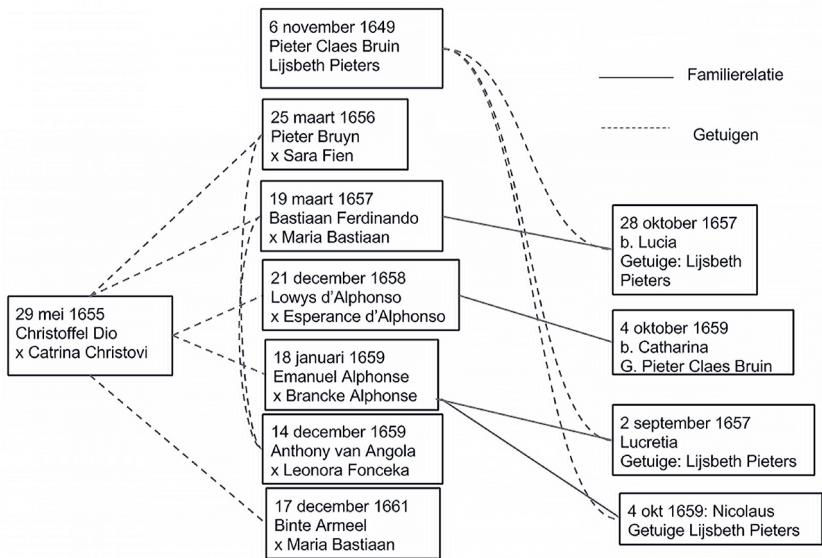 6 november 1649
Pieter Claes Bruin
Lijsbeth Pieters
Familierelatie
Getuigen
25 maart 1656
Pieter Bruyn
x Sara Fien
19 maart 1657
Bastiaan Ferdinando
x Maria Bastiaan
28 oktober 1657
b. Lucia
Getuige: Lijsbeth
Pieters
21 december 1658
Lowys d'Alphonso
x Esperance d'Alphonso
29 mei 1655
Christoffel Dio
x Catrina Christovi
4 oktober 1659
b. Catharina
G. Pieter Claes Bruin
18 januari 1659
Emanuel Alphonse
x Brancke Alphonse
2 september 1657
Lucretia
Getuige: Lijsbeth Pieters
14 december 1659
Anthony van Angola
x Leonora Fonceka
17 december 1661
Binte Armeel
x Maria Bastiaan
4 okt 1659: Nicolaus
Getuige Lijsbeth Pieters